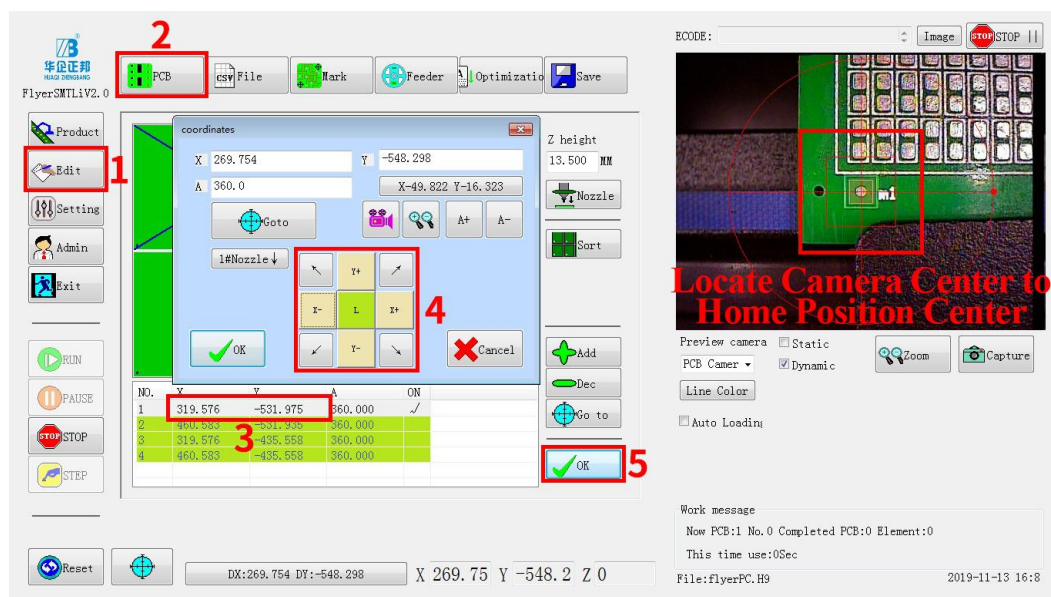 华企正邦
HUAQI ZHENGBANG
FlyerSMTLiV2.0
2
PCB
CSV File
Mark
Feeder
Optimizatio
Save
ECODE:
Image
STOP STOP ||
1
Product
Edit
Setting
Admin
Exit
RUN
PAUSE
STOP STOP
STEP
Reset
coordinates
X 269.754 Y -548.298
A 360.0
X-49.822 Y-16.323
Goto
A+
A-
1#Nozzle↓
↖ Y+ ↗
X- L X+
↙ Y- ↘
4
OK
Cancel
Z height
13.500 MM
Nozzle
Sort
Add
Dec
Go to
OK
5
NO. X Y A ON
1 319.576 -531.975 360.000 ✓
2 460.583 -531.935 360.000
3 319.576 -435.558 360.000
4 460.583 -435.558 360.000
3
DX:269.754 DY:-548.298
X 269.75 Y -548.2 Z 0
m1
Locate Camera Center to
Home Position Center
Preview camera
Static
PCB Camer
Dynamic
Zoom
Capture
Line Color
Auto Loading
Work message
Now PCB:1 No.0 Completed PCB:0 Element:0
This time use:0Sec
File:flyerPC.H9
2019-11-13 16:8